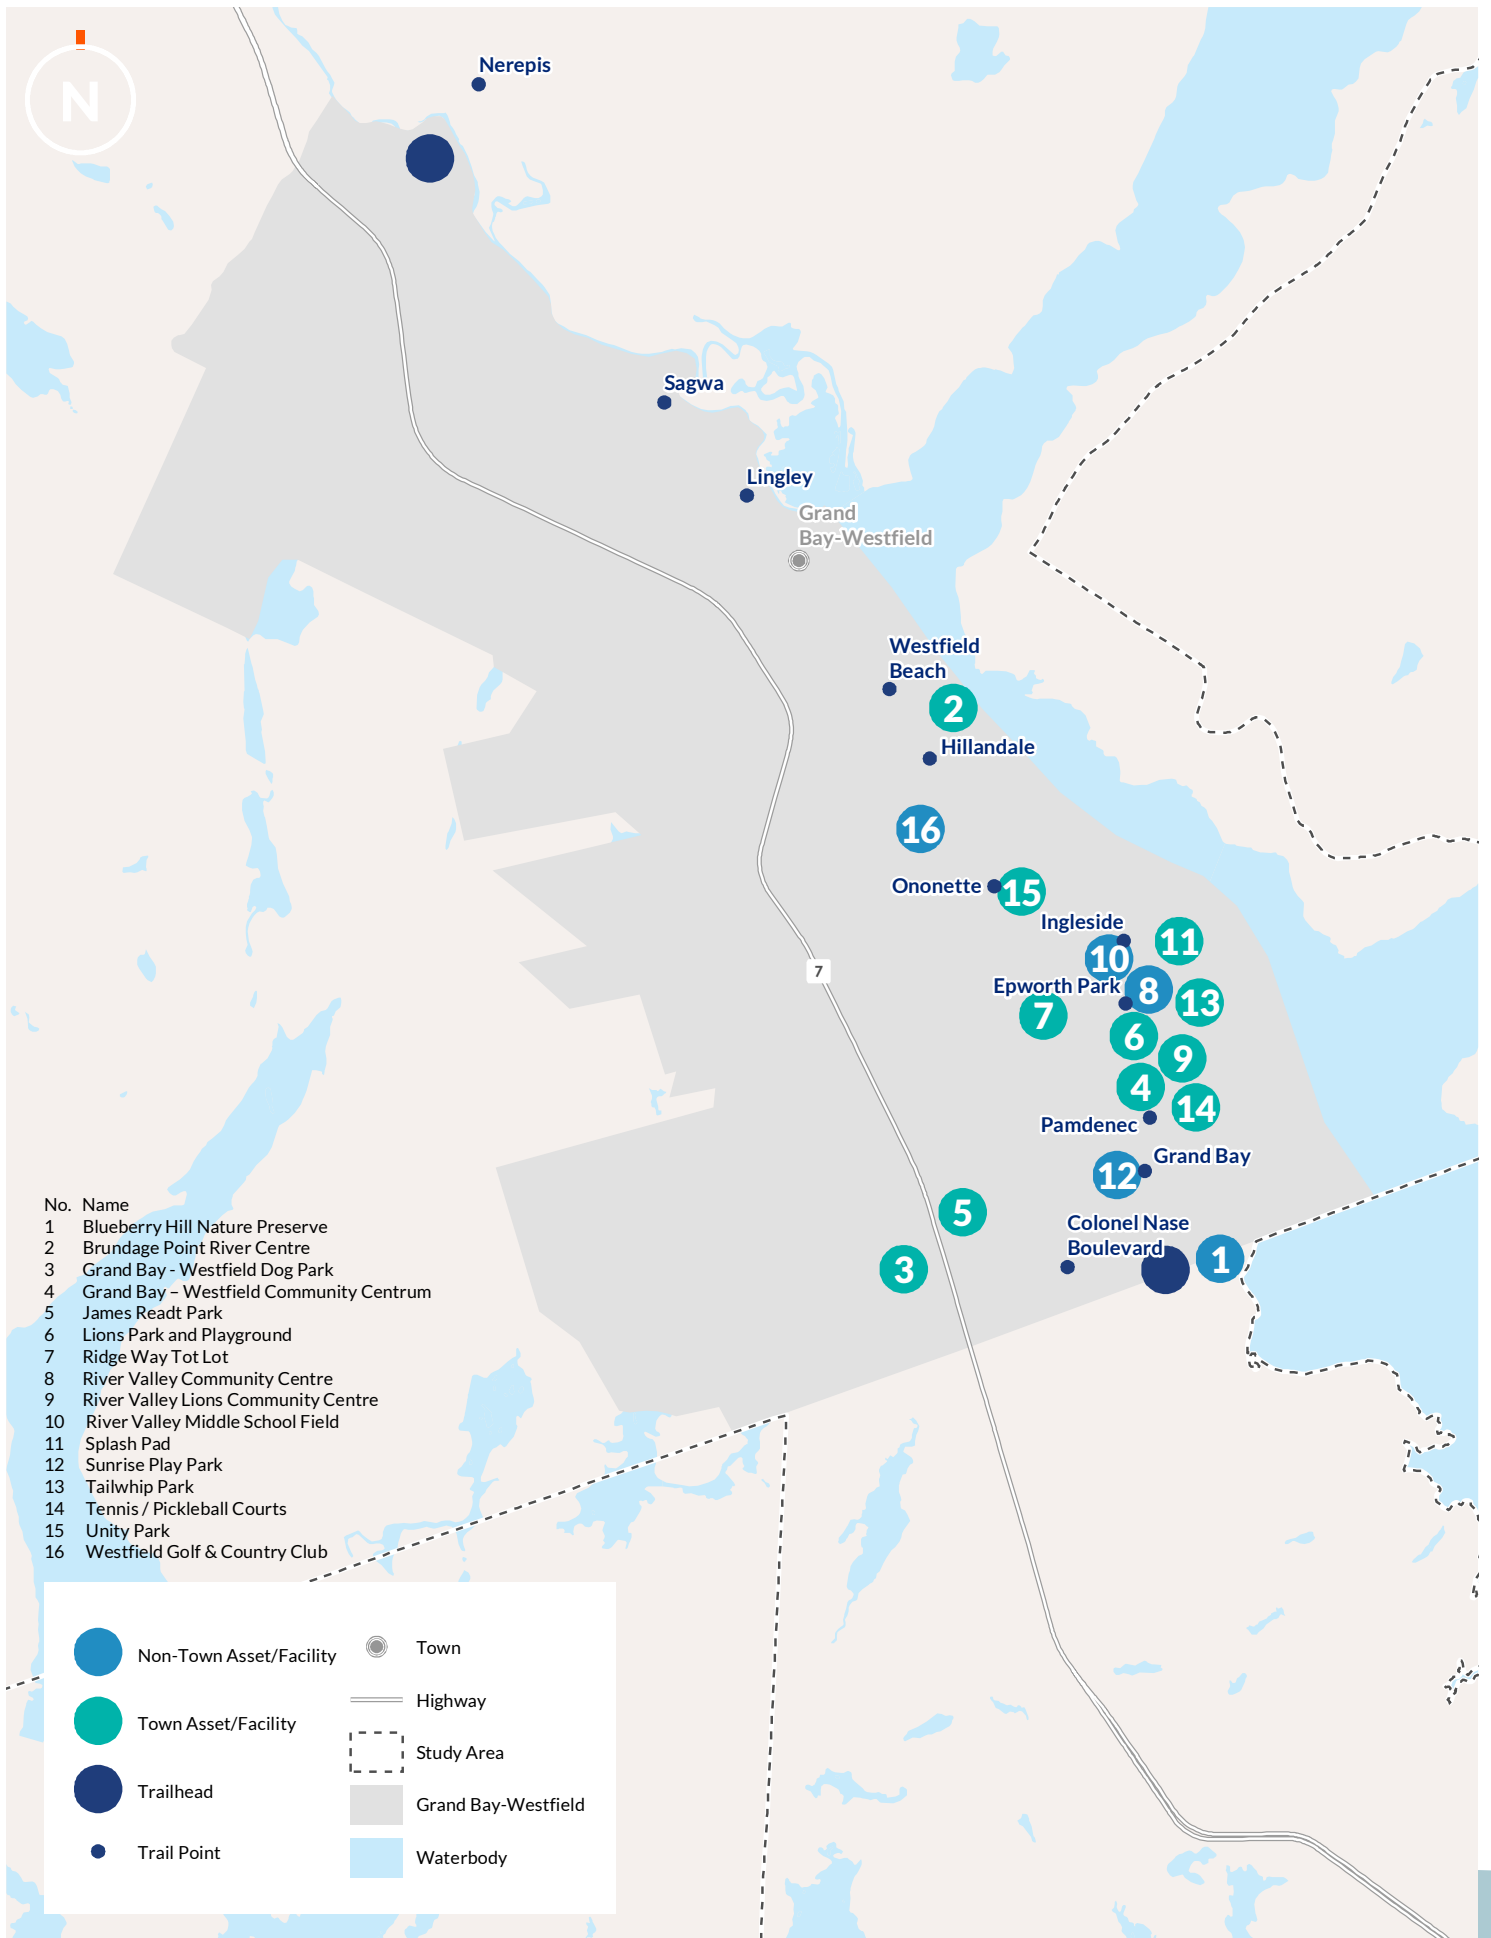 N
Nerepis
Sagwa
Lingley
Grand
Bay-Westfield
Westfield
Beach
2
Hillandale
16
Ononette
15
Ingleside
11
10
Epworth Park
8
13
7
6
9
4
14
Pamdenec
Grand Bay
12
5
Colonel Nase
Boulevard
3
1
7
No. Name
1 Blueberry Hill Nature Preserve
2 Brundage Point River Centre
3 Grand Bay - Westfield Dog Park
4 Grand Bay – Westfield Community Centrum
5 James Readt Park
6 Lions Park and Playground
7 Ridge Way Tot Lot
8 River Valley Community Centre
9 River Valley Lions Community Centre
10 River Valley Middle School Field
11 Splash Pad
12 Sunrise Play Park
13 Tailwhip Park
14 Tennis / Pickleball Courts
15 Unity Park
16 Westfield Golf & Country Club
Non-Town Asset/Facility
Town Asset/Facility
Trailhead
Trail Point
Town
Highway
Study Area
Grand Bay-Westfield
Waterbody